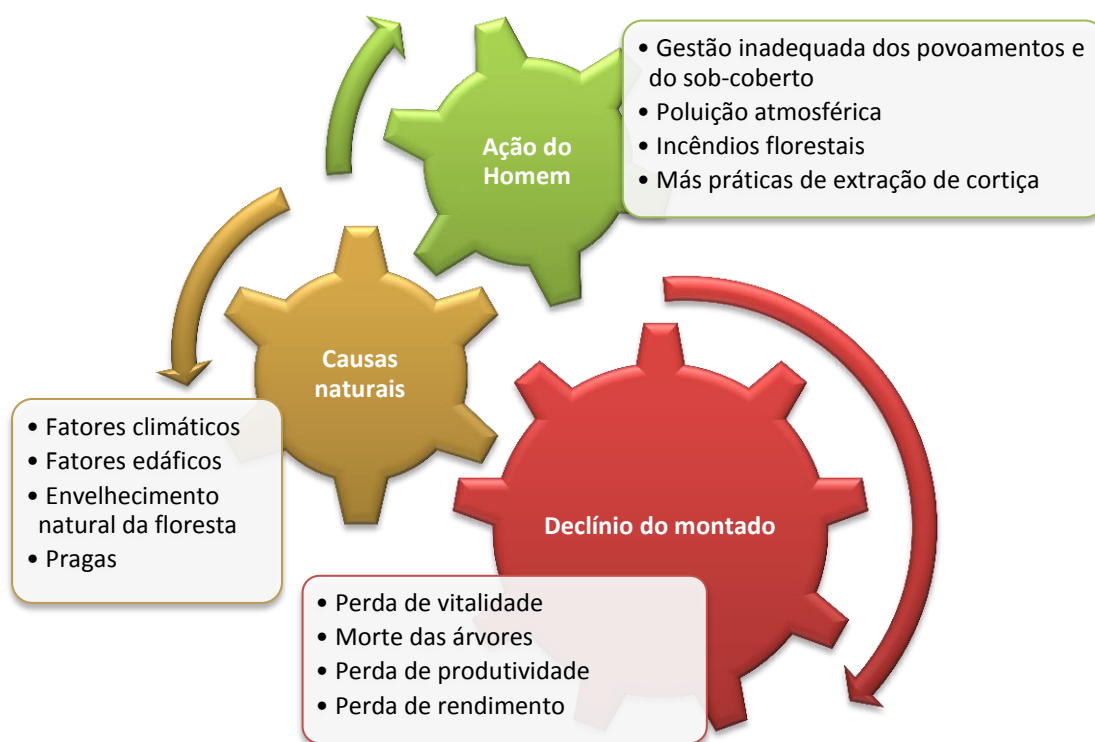 • Gestão inadequada dos povoamentos e
do sob-coberto
• Poluição atmosférica
• Incêndios florestais
• Más práticas de extração de cortiça
Ação do
Homem
Causas
naturais
• Fatores climáticos
• Fatores edáficos
• Envelhecimento
natural da floresta
• Pragas
Declínio do montado
• Perda de vitalidade
• Morte das árvores
• Perda de produtividade
• Perda de rendimento